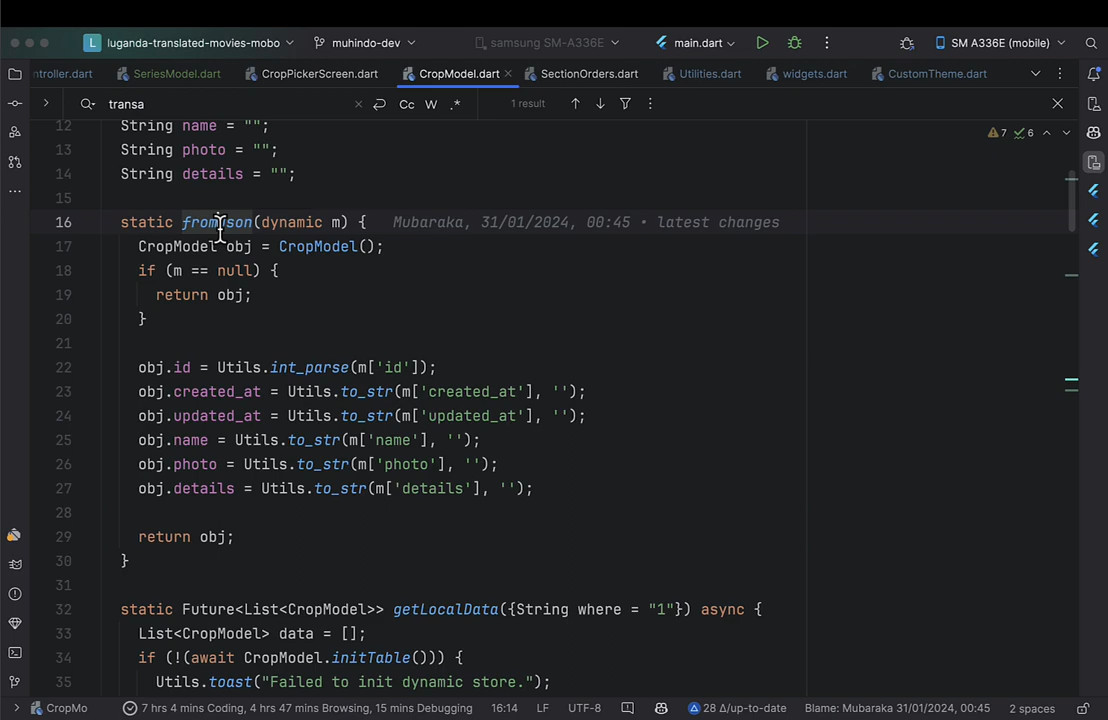 L luganda-translated-movies-mobo muhindo-dev samsung SM-A336E main.dart SM A336E (mobile)
ntroller.dart SeriesModel.dart CropPickerScreen.dart CropModel.dart SectionOrders.dart Utilities.dart widgets.dart CustomTheme.dart
transa Cc W .* 1 result
12 String name = "";
7 6
13 String photo = "";
14 String details = "";
15
16 static fromJson(dynamic m) { Mubaraka, 31/01/2024, 00:45 • latest changes
17 CropModel obj = CropModel();
18 if (m == null) {
19 return obj;
20 }
21
22 obj.id = Utils.int_parse(m['id']);
23 obj.created_at = Utils.to_str(m['created_at'], '');
24 obj.updated_at = Utils.to_str(m['updated_at'], '');
25 obj.name = Utils.to_str(m['name'], '');
26 obj.photo = Utils.to_str(m['photo'], '');
27 obj.details = Utils.to_str(m['details'], '');
28
29 return obj;
30 }
31
32 static Future<List<CropModel>> getLocalData({String where = "1"}) async {
33 List<CropModel> data = [];
34 if (!(await CropModel.initTable())) {
35 Utils.toast("Failed to init dynamic store.");
CropMo 7 hrs 4 mins Coding, 4 hrs 47 mins Browsing, 15 mins Debugging 16:14 LF UTF-8 28 Δ/up-to-date Blame: Mubaraka 31/01/2024, 00:45 2 spaces